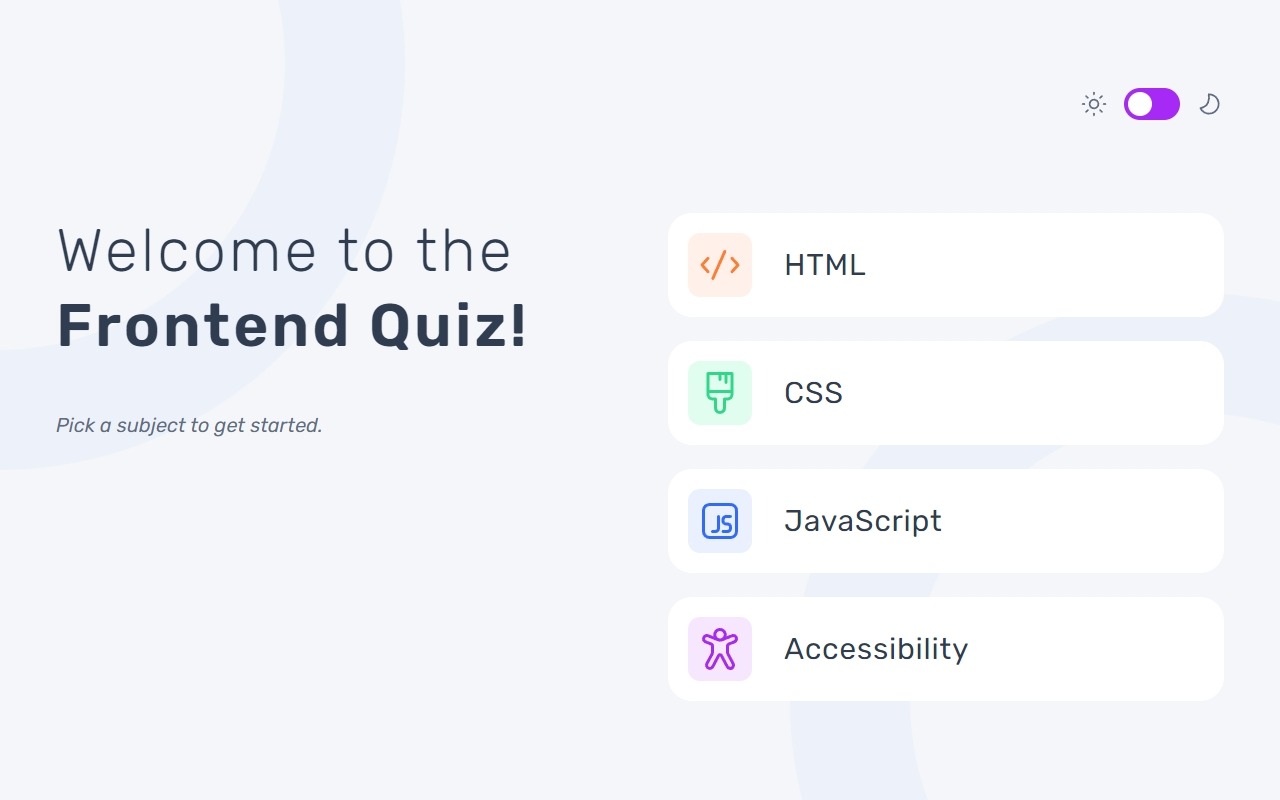 Welcome to the
Frontend Quiz!
Pick a subject to get started.
HTML
CSS
JS
JavaScript
Accessibility